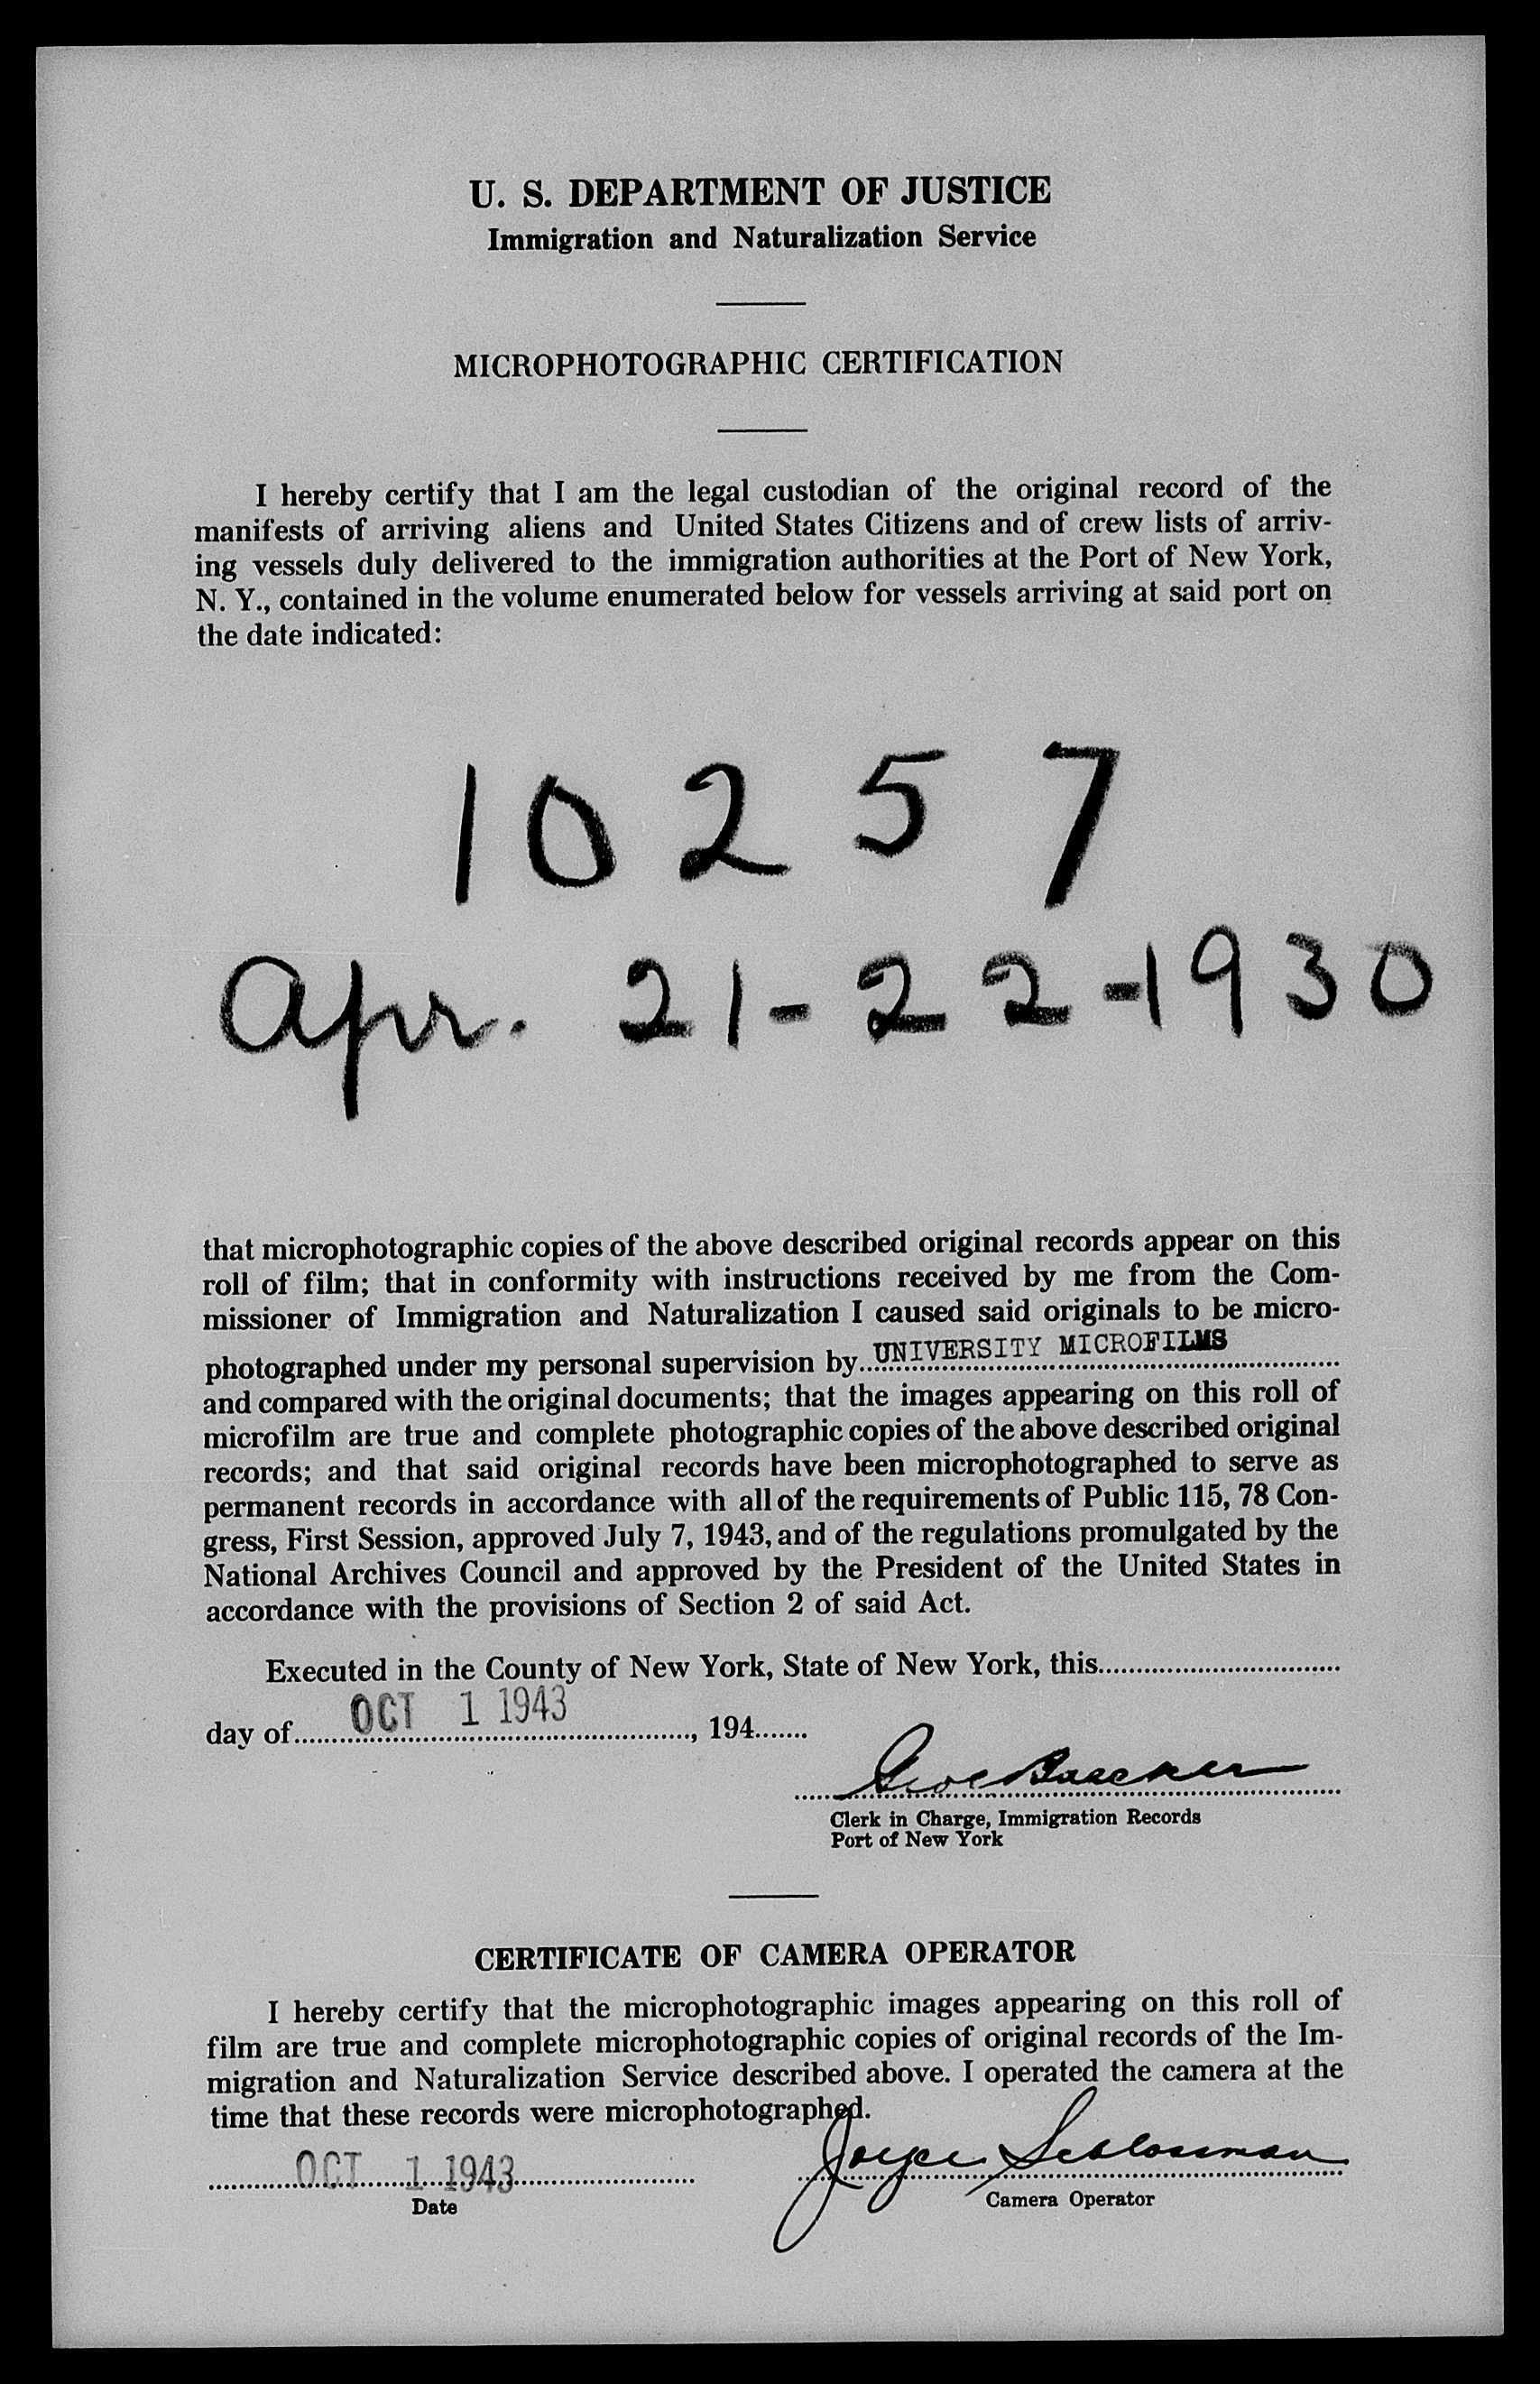 U. S. DEPARTMENT OF JUSTICE
Immigration and Naturalization Service
MICROPHOTOGRAPHIC CERTIFICATION
I hereby certify that I am the legal custodian of the original record of the
manifests of arriving aliens and United States Citizens and of crew lists of arriv-
ing vessels duly delivered to the immigration authorities at the Port of New York,
N. Y., contained in the volume enumerated below for vessels arriving at said port on
the date indicated:
10257
Apr. 21-22-1930
that microphotographic copies of the above described original records appear on this
roll of film; that in conformity with instructions received by me from the Com-
missioner of Immigration and Naturalization I caused said originals to be micro-
photographed under my personal supervision by UNIVERSITY MICROFILMS
and compared with the original documents; that the images appearing on this roll of
microfilm are true and complete photographic copies of the above described original
records; and that said original records have been microphotographed to serve as
permanent records in accordance with all of the requirements of Public 115, 78 Con-
gress, First Session, approved July 7, 1943, and of the regulations promulgated by the
National Archives Council and approved by the President of the United States in
accordance with the provisions of Section 2 of said Act.
Executed in the County of New York, State of New York, this
day of OCT 1 1943, 194
Clerk in Charge, Immigration Records
Port of New York
CERTIFICATE OF CAMERA OPERATOR
I hereby certify that the microphotographic images appearing on this roll of
film are true and complete microphotographic copies of original records of the Im-
migration and Naturalization Service described above. I operated the camera at the
time that these records were microphotographed.
OCT 1 1943 Joyce Schlossman
Date Camera Operator